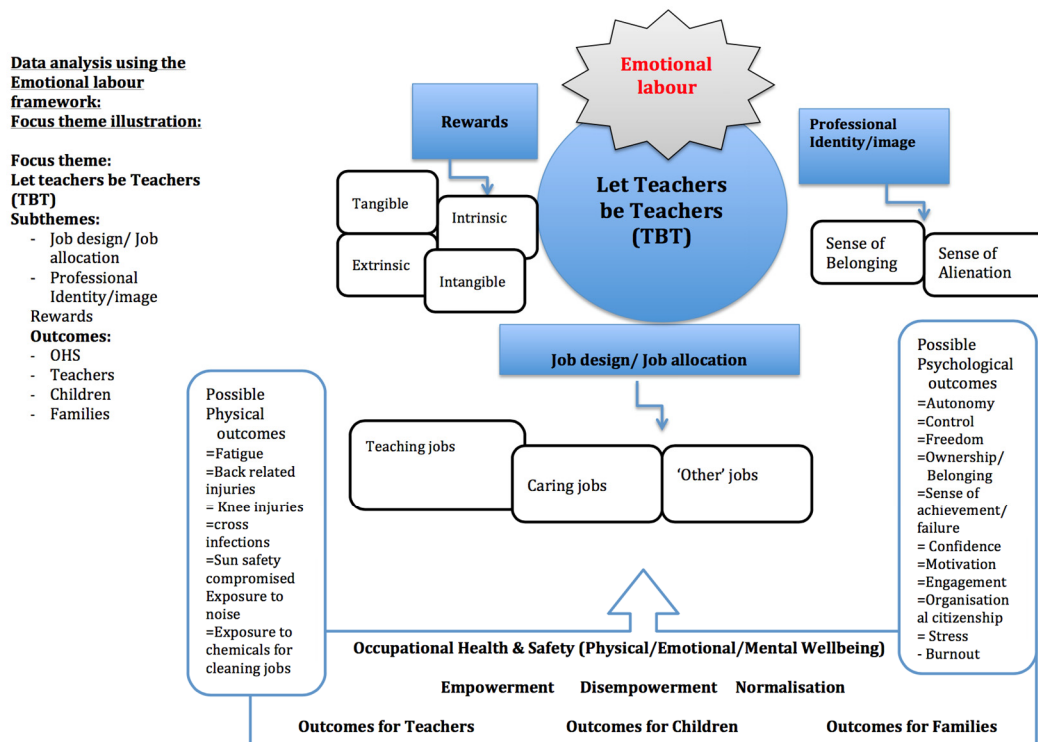 Data analysis using the
Emotional labour
framework:
Focus theme illustration:
Focus theme:
Let teachers be Teachers
(TBT)
Subthemes:
- Job design/ Job
allocation
- Professional
Identity/image
Rewards
Outcomes:
- OHS
- Teachers
- Children
- Families
Emotional
labour
Let Teachers
be Teachers
(TBT)
Rewards
Tangible
Intrinsic
Extrinsic
Intangible
Professional
Identity/image
Sense of
Belonging
Sense of
Alienation
Job design/ Job allocation
Teaching jobs
Caring jobs
'Other' jobs
Possible
Physical
outcomes
=Fatigue
=Back related
injuries
= Knee injuries
=cross
infections
=Sun safety
compromised
Exposure to
noise
=Exposure to
chemicals for
cleaning jobs
Possible
Psychological
outcomes
=Autonomy
=Control
=Freedom
=Ownership/
Belonging
=Sense of
achievement/
failure
= Confidence
=Motivation
=Engagement
=Organisation
al citizenship
= Stress
- Burnout
Occupational Health & Safety (Physical/Emotional/Mental Wellbeing)
Empowerment Disempowerment Normalisation
Outcomes for Teachers Outcomes for Children Outcomes for Families